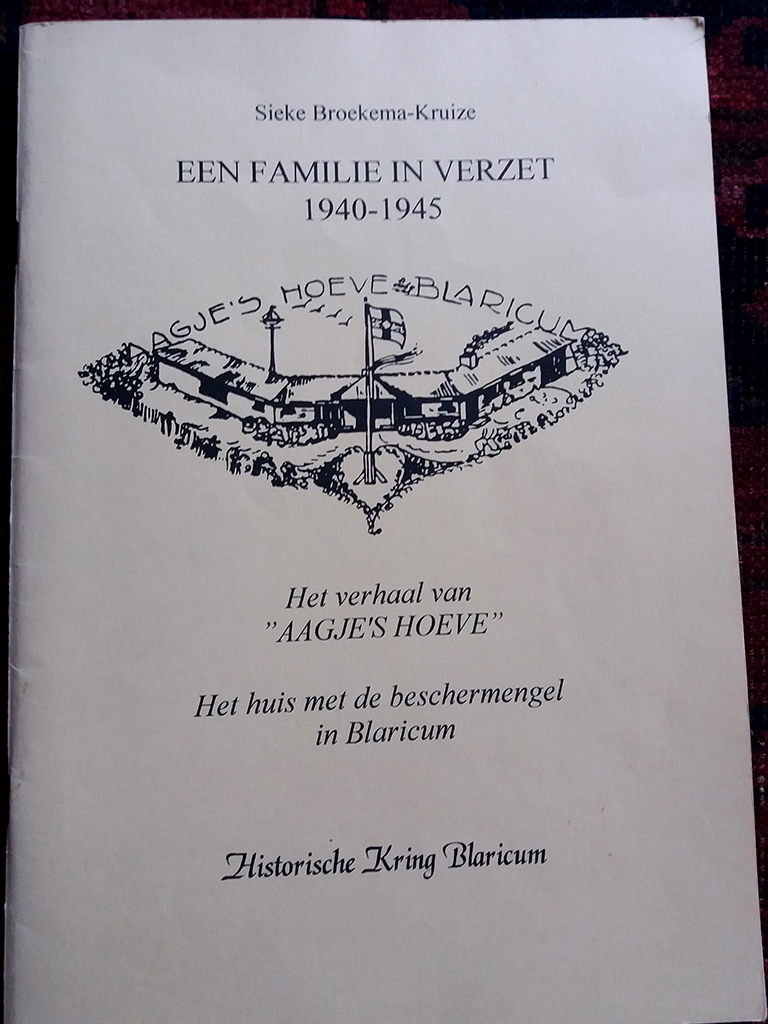 Sieke Broekema-Kruize
EEN FAMILIE IN VERZET
1940-1945
AAGJE'S HOEVE BLARICUM
Het verhaal van
”AAGJE'S HOEVE”
Het huis met de beschermengel
in Blaricum
Historische Kring Blaricum